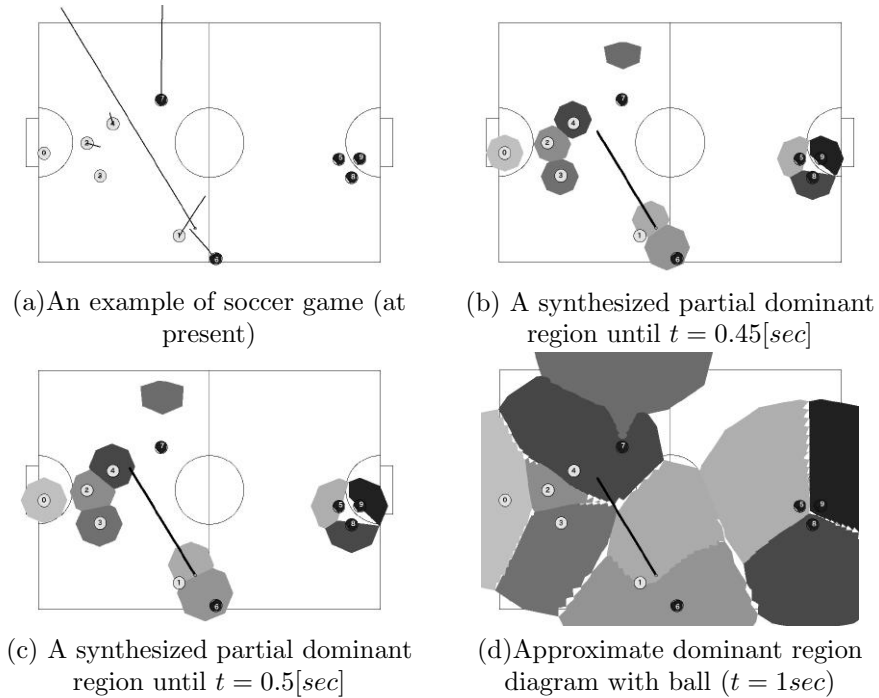 (a)An example of soccer game (at
present)
(b) A synthesized partial dominant
region until t = 0.45[sec]
(c) A synthesized partial dominant
region until t = 0.5[sec]
(d)Approximate dominant region
diagram with ball (t = 1sec)